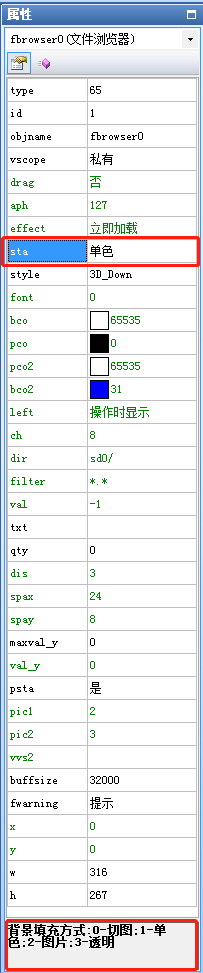 属性
fbrowser0(文件浏览器)
type 65
id 1
objname fbrowser0
vscope 私有
drag 否
aph 127
effect 立即加载
sta 单色
style 3D_Down
font 0
bco 65535
pco 0
pco2 65535
bco2 31
left 操作时显示
ch 8
dir sd0/
filter *.*
val -1
txt
qty 0
dis 3
spax 24
spay 8
maxval_y 0
val_y 0
psta 是
pic1 2
pic2 3
vvs2
buffsize 32000
fwarning 提示
x 0
y 0
w 316
h 267
背景填充方式:0-切图;1-单
色;2-图片;3-透明